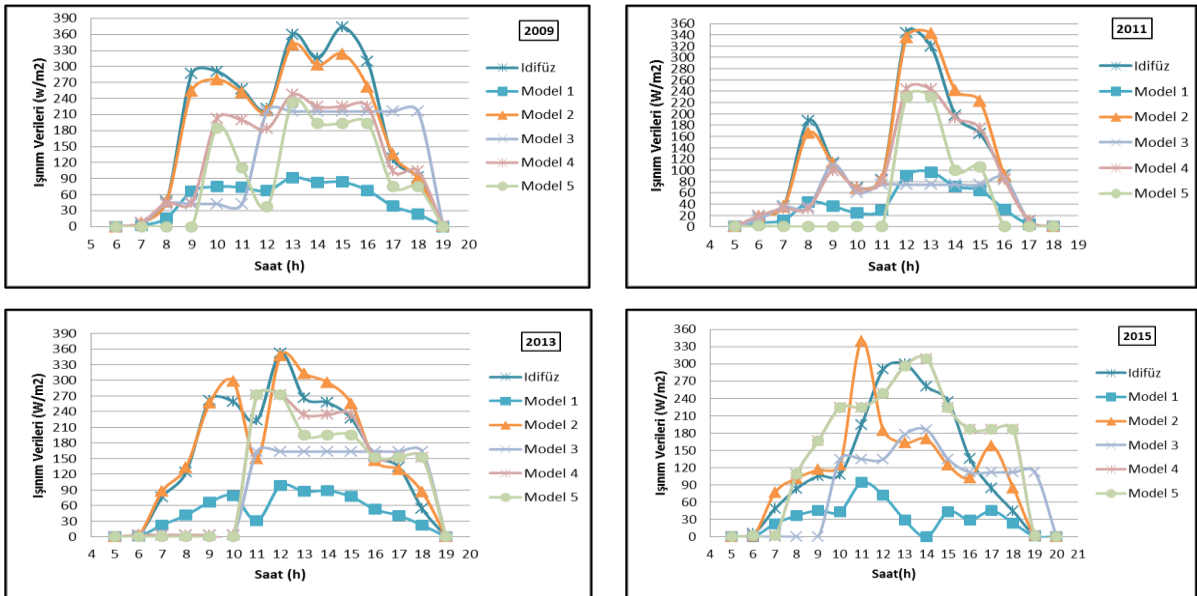 2009
Işınım Verileri (W/m2)
390
360
330
300
270
240
210
180
150
120
90
60
30
0
5 6 7 8 9 10 11 12 13 14 15 16 17 18 19 20
Saat (h)
Idifüz
Model 1
Model 2
Model 3
Model 4
Model 5
2011
Işınım Verileri (W/m2)
360
340
320
300
280
260
240
220
200
180
160
140
120
100
80
60
40
20
0
4 5 6 7 8 9 10 11 12 13 14 15 16 17 18 19
Saat (h)
Idifüz
Model 1
Model 2
Model 3
Model 4
Model 5
2013
Işınım Verileri (W/m2)
390
360
330
300
270
240
210
180
150
120
90
60
30
0
4 5 6 7 8 9 10 11 12 13 14 15 16 17 18 19 20
Saat (h)
Idifüz
Model 1
Model 2
Model 3
Model 4
Model 5
2015
Işınım Verileri (W/m2)
360
330
300
270
240
210
180
150
120
90
60
30
0
4 5 6 7 8 9 10 11 12 13 14 15 16 17 18 19 20 21
Saat(h)
Idifüz
Model 1
Model 2
Model 3
Model 4
Model 5